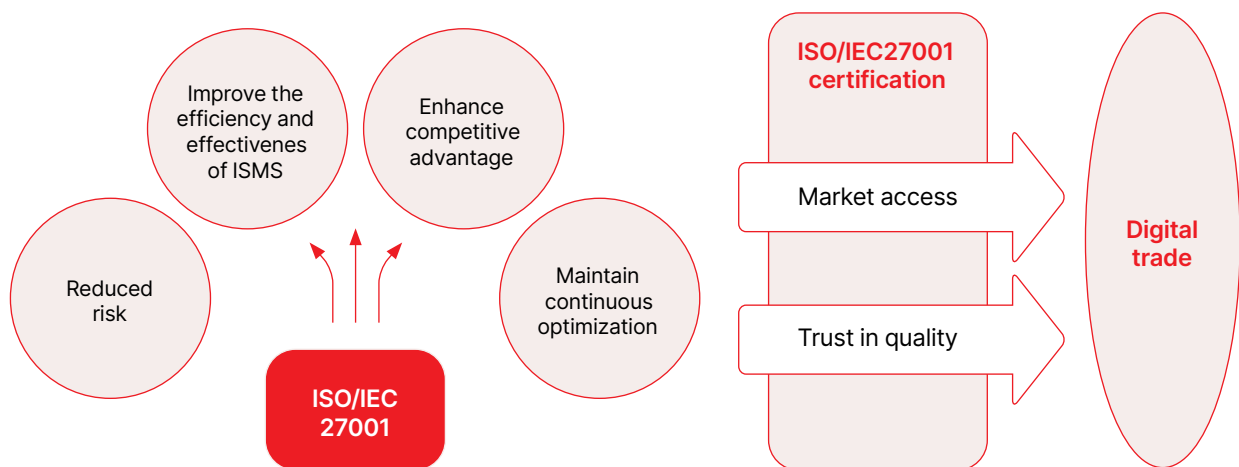 Improve the
efficiency and
effectivenes
of ISMS
Enhance
competitive
advantage
Reduced
risk
Maintain
continuous
optimization
ISO/IEC
27001
ISO/IEC27001
certification
Market access
Trust in quality
Digital
trade